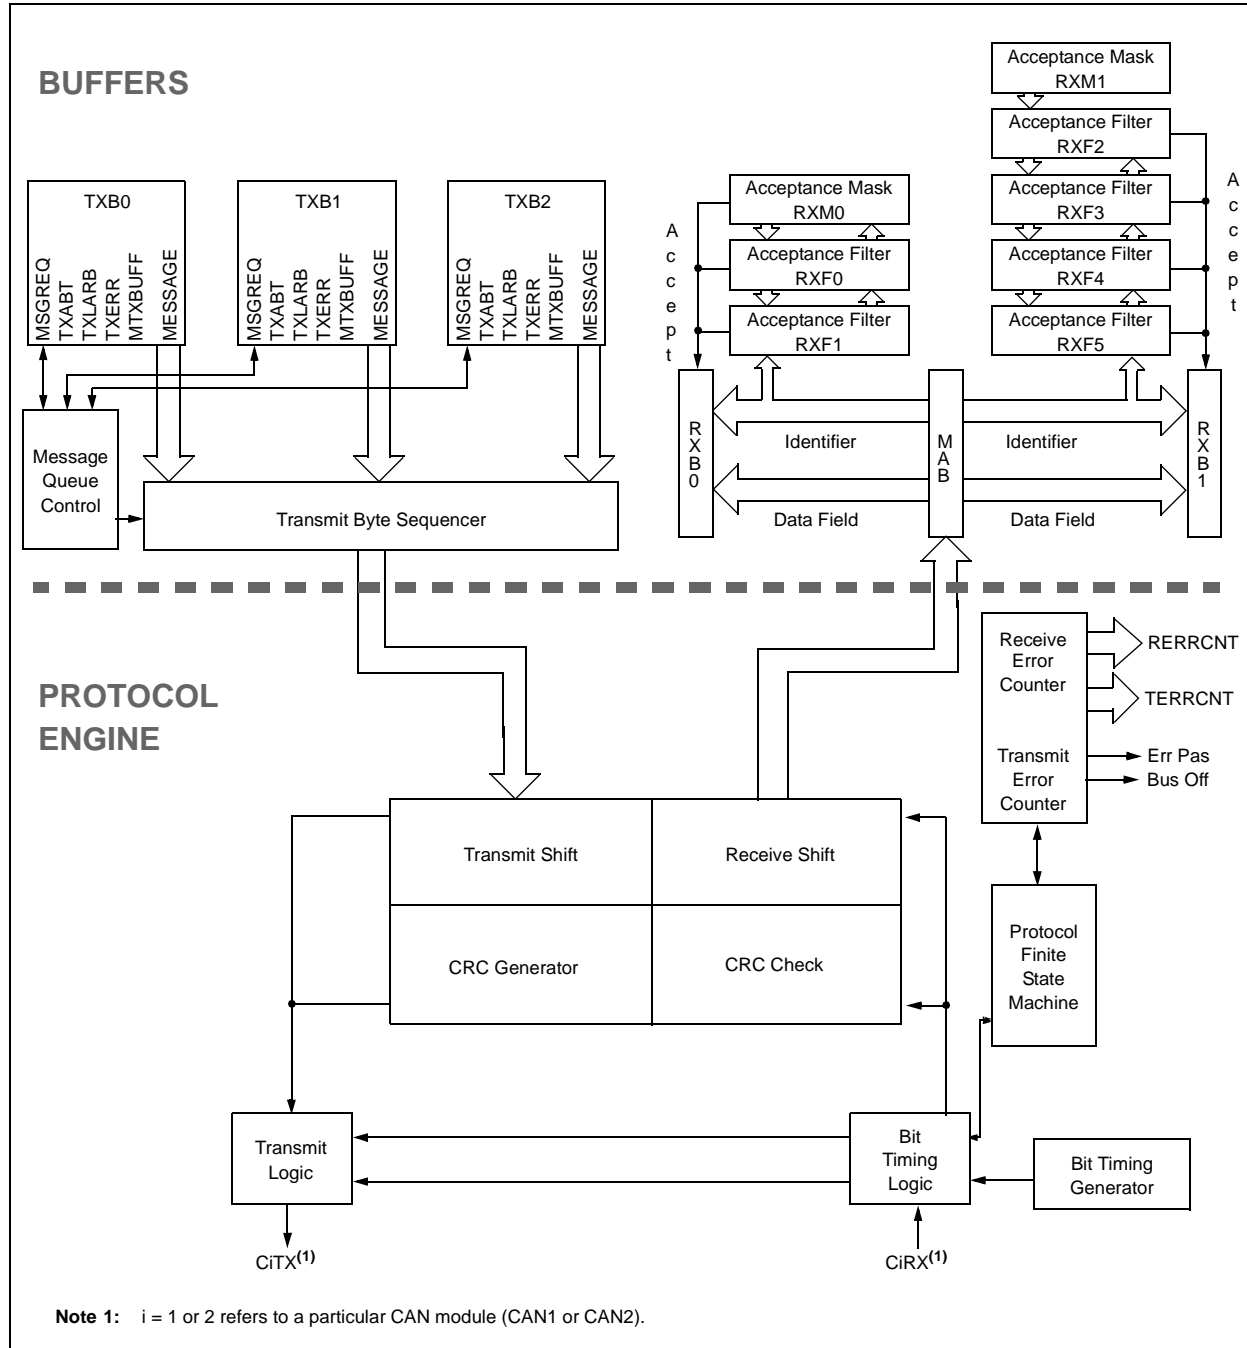 BUFFERS
Acceptance Mask
RXM1
Acceptance Filter
RXF2
Acceptance Filter
RXF3
Acceptance Filter
RXF4
Acceptance Filter
RXF5
Accept
Acceptance Mask
RXM0
Acceptance Filter
RXF0
Acceptance Filter
RXF1
Accept
TXB0
MSGREQ
TXABT
TXLARB
TXERR
MTXBUFF
MESSAGE
TXB1
MSGREQ
TXABT
TXLARB
TXERR
MTXBUFF
MESSAGE
TXB2
MSGREQ
TXABT
TXLARB
TXERR
MTXBUFF
MESSAGE
Message
Queue
Control
Transmit Byte Sequencer
RXB0
Identifier
Data Field
MAB
Identifier
Data Field
RXB1
PROTOCOL
ENGINE
Receive
Error
Counter
RERRCNT
TERRCNT
Transmit
Error
Counter
Err Pas
Bus Off
Transmit Shift
Receive Shift
CRC Generator
CRC Check
Protocol
Finite
State
Machine
Transmit
Logic
Bit
Timing
Logic
Bit Timing
Generator
CiTX(1)
CiRX(1)
Note 1: i = 1 or 2 refers to a particular CAN module (CAN1 or CAN2).